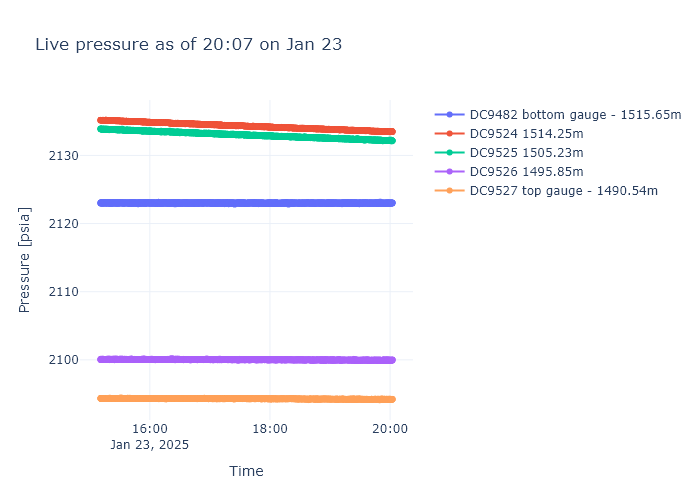 Live pressure as of 20:07 on Jan 23
DC9482 bottom gauge - 1515.65m
DC9524 1514.25m
DC9525 1505.23m
DC9526 1495.85m
DC9527 top gauge - 1490.54m
Pressure [psia]
2130
2120
2110
2100
16:00
18:00
20:00
Jan 23, 2025
Time